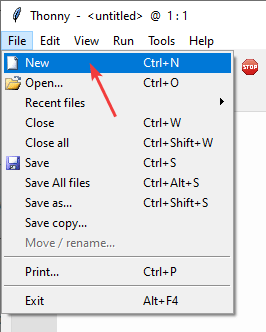 Thonny - <untitled> @ 1 : 1
File Edit View Run Tools Help
New Ctrl+N
Open... Ctrl+O
Recent files
Close Ctrl+W
Close all Ctrl+Shift+W
Save Ctrl+S
Save All files Ctrl+Alt+S
Save as... Ctrl+Shift+S
Save copy...
Move / rename...
Print... Ctrl+P
Exit Alt+F4
STOP